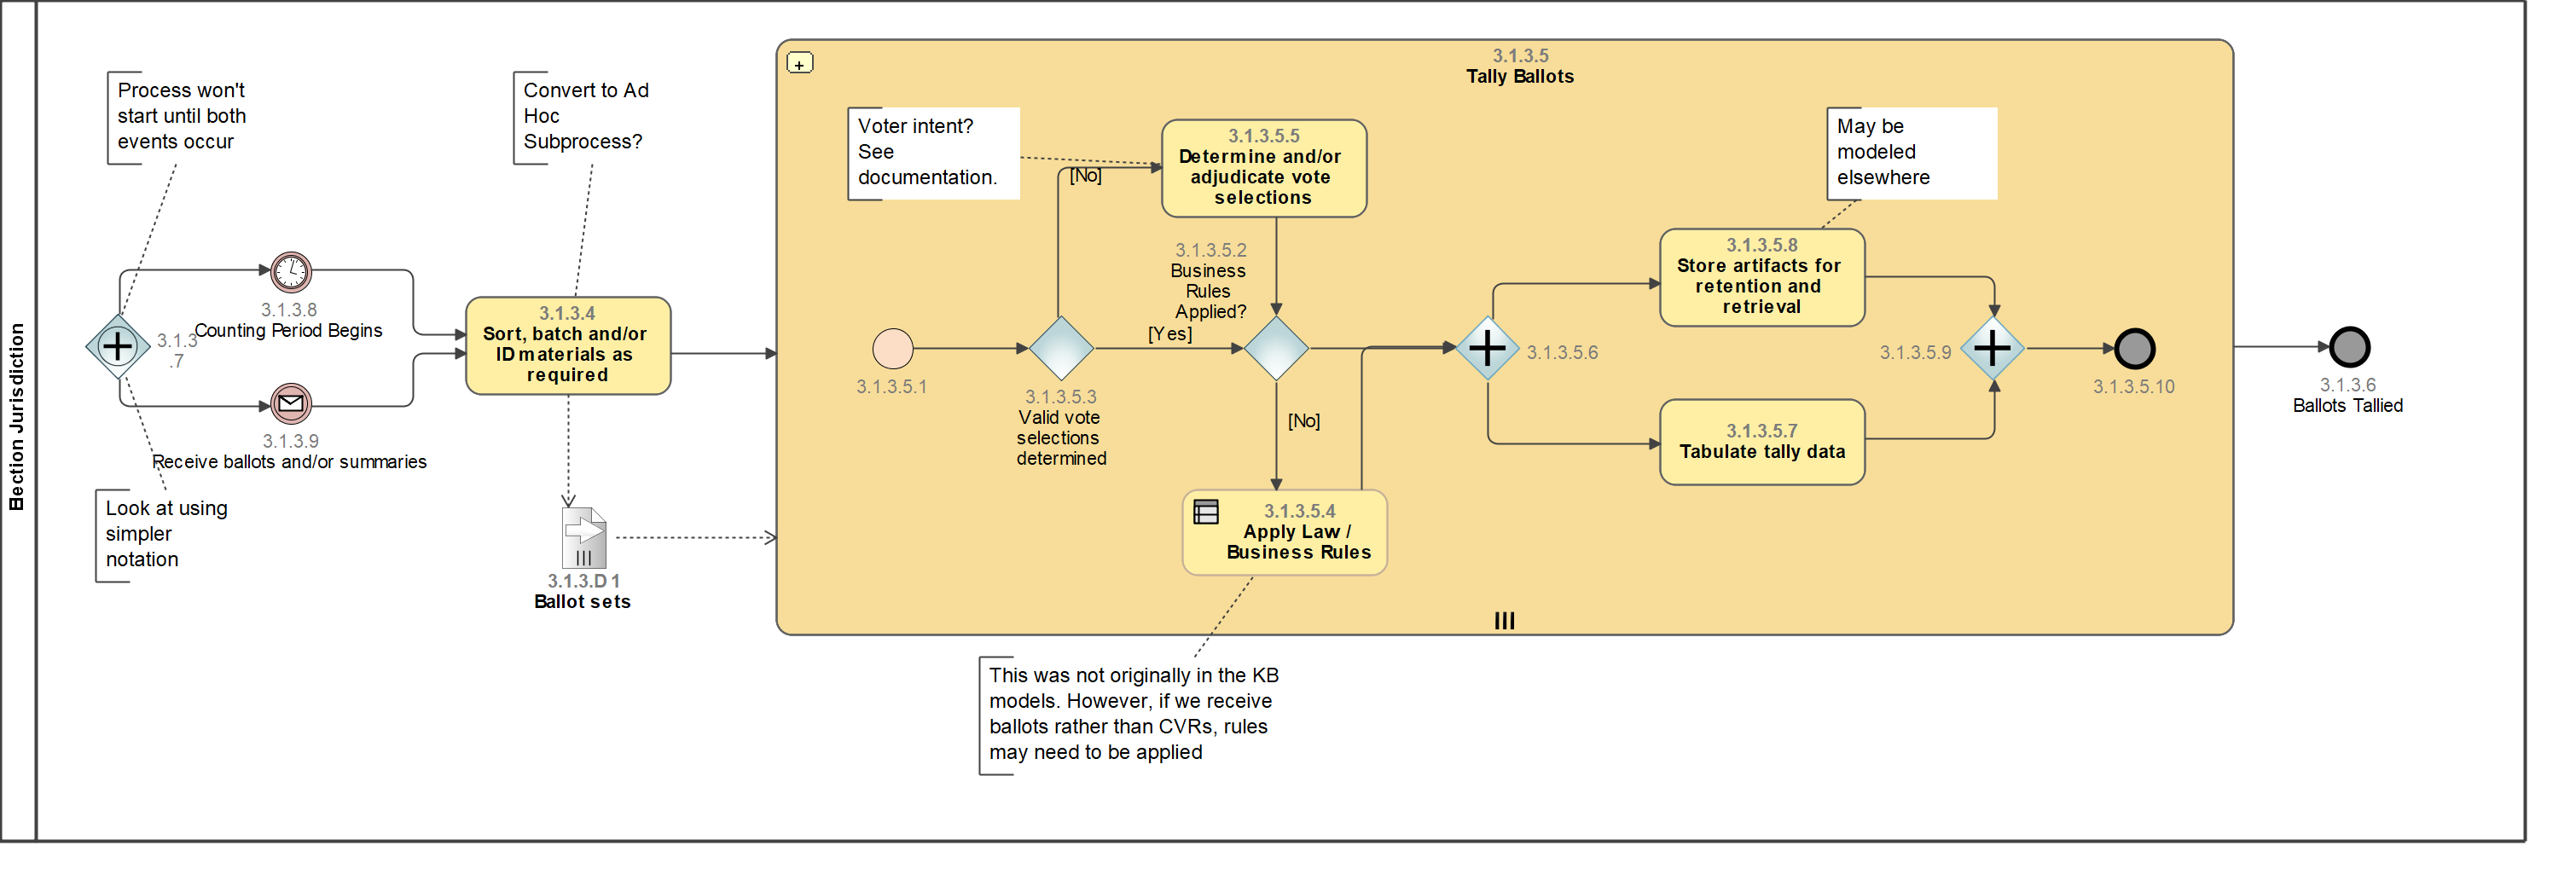 Election Jurisdiction
Process won't
start until both
events occur
3.1.3
.7
3.1.3.8
Counting Period Begins
3.1.3.9
Receive ballots and/or summaries
Look at using
simpler
notation
Convert to Ad
Hoc
Subprocess?
3.1.3.4
Sort, batch and/or
ID materials as
required
3.1.3.D1
Ballot sets
3.1.3.5
Tally Ballots
Voter intent?
See
documentation.
3.1.3.5.1
3.1.3.5.3
Valid vote
selections
determined
[No]
3.1.3.5.5
Determine and/or
adjudicate vote
selections
[Yes]
3.1.3.5.2
Business
Rules
Applied?
[No]
3.1.3.5.4
Apply Law /
Business Rules
This was not originally in the KB
models. However, if we receive
ballots rather than CVRs, rules
may need to be applied
3.1.3.5.6
May be
modeled
elsewhere
3.1.3.5.8
Store artifacts for
retention and
retrieval
3.1.3.5.7
Tabulate tally data
3.1.3.5.9
3.1.3.5.10
3.1.3.6
Ballots Tallied